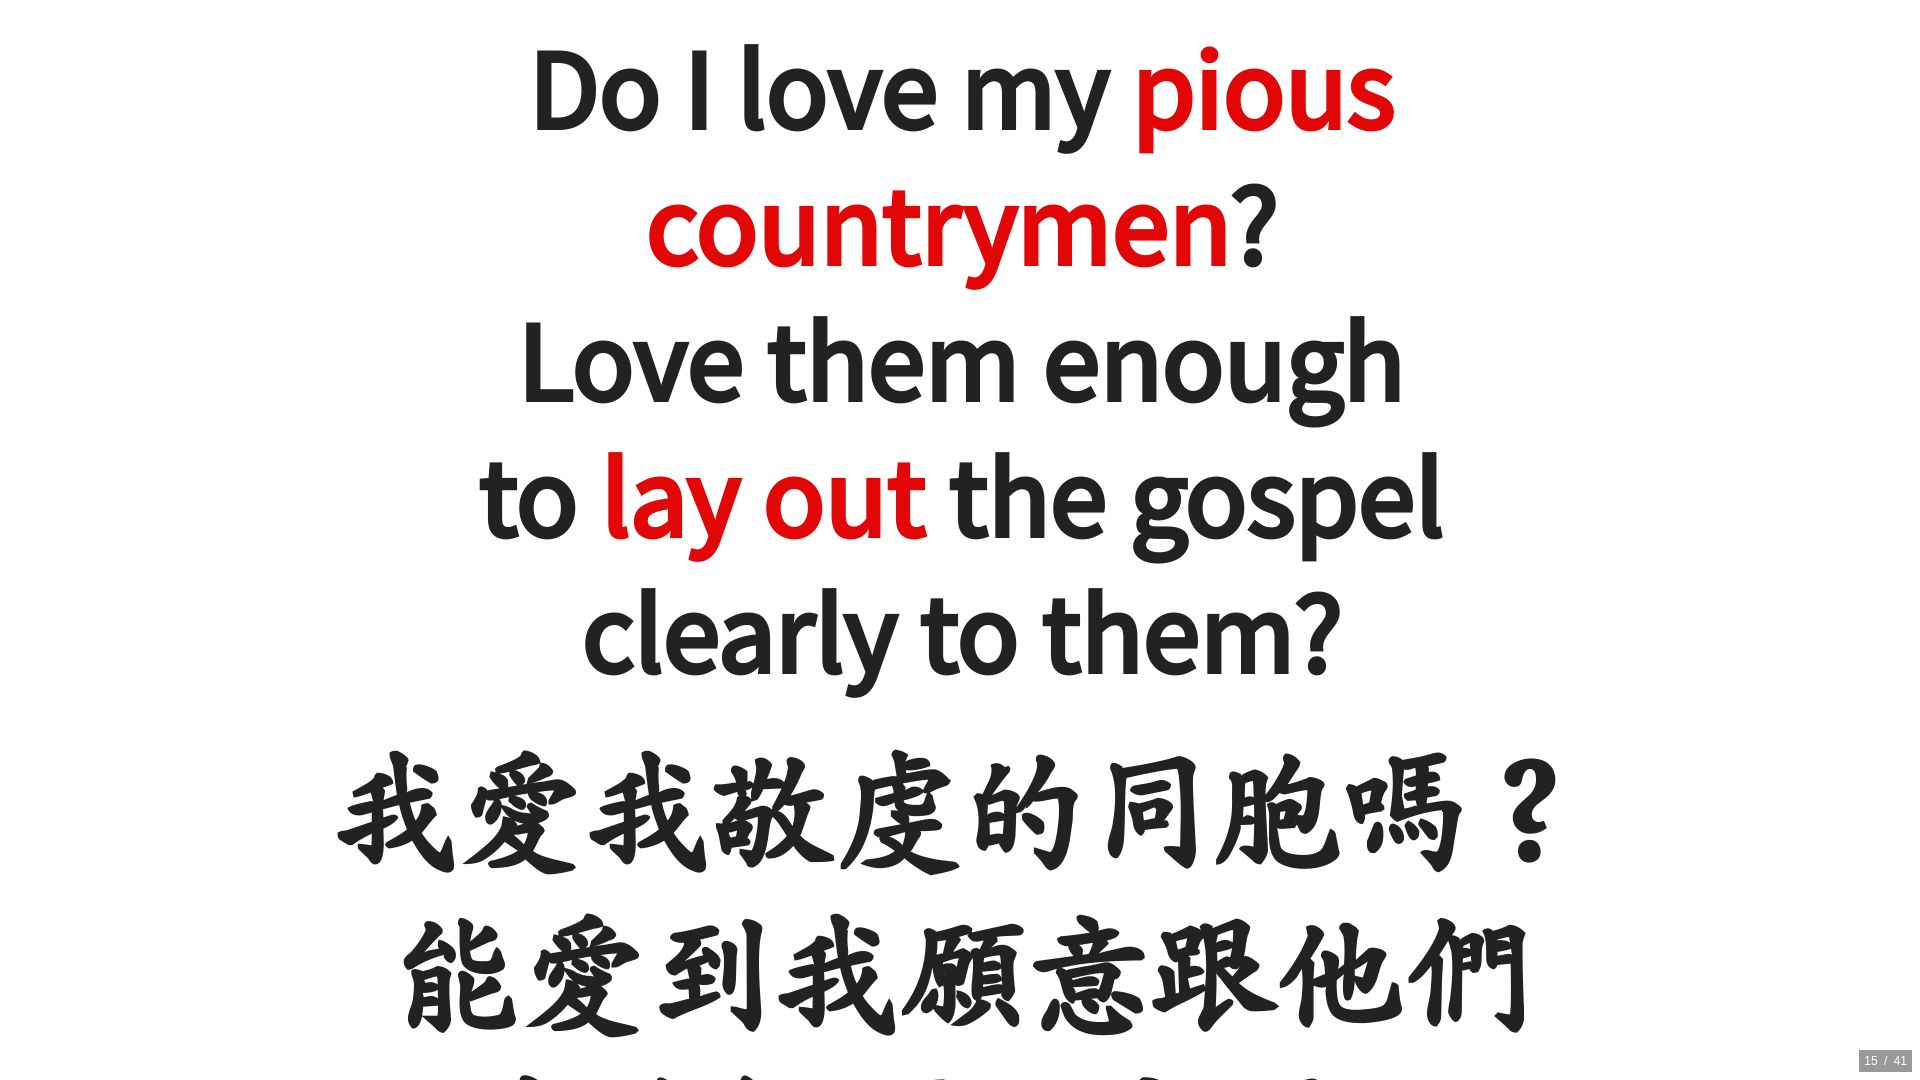 Do I love my pious
countrymen?
Love them enough
to lay out the gospel
clearly to them?
我愛我敬虔的同胞嗎？
能愛到我願意跟他們
15 / 41